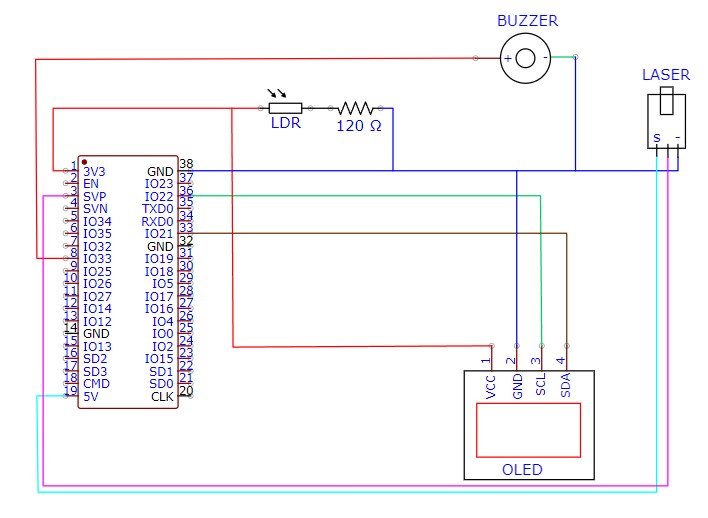 BUZZER
+ -
LASER
S -
LDR
120 Ω
1 3V3 GND 38
2 EN IO23 37
3 SVP IO22 36
4 SVN TXD0 35
5 IO34 RXD0 34
6 IO35 IO21 33
7 IO32 GND 32
8 IO33 IO19 31
9 IO25 IO18 30
10 IO26 IO5 29
11 IO27 IO17 28
12 IO14 IO16 27
13 IO12 IO4 26
14 GND IO0 25
15 IO13 IO2 24
16 SD2 IO15 23
17 SD3 SD1 22
18 CMD SD0 21
19 5V CLK 20
1 2 3 4
VCC GND SCL SDA
OLED